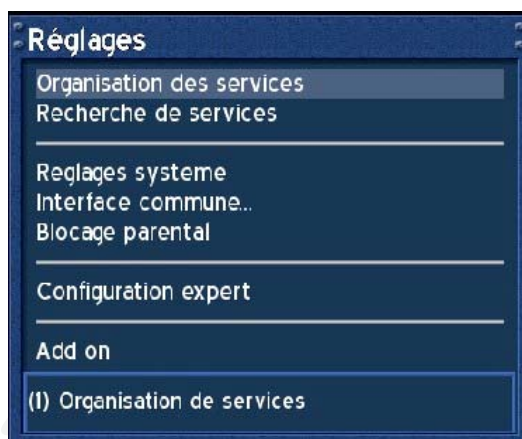 Réglages
Organisation des services
Recherche de services
Reglages systeme
Interface commune...
Blocage parental
Configuration expert
Add on
(1) Organisation de services